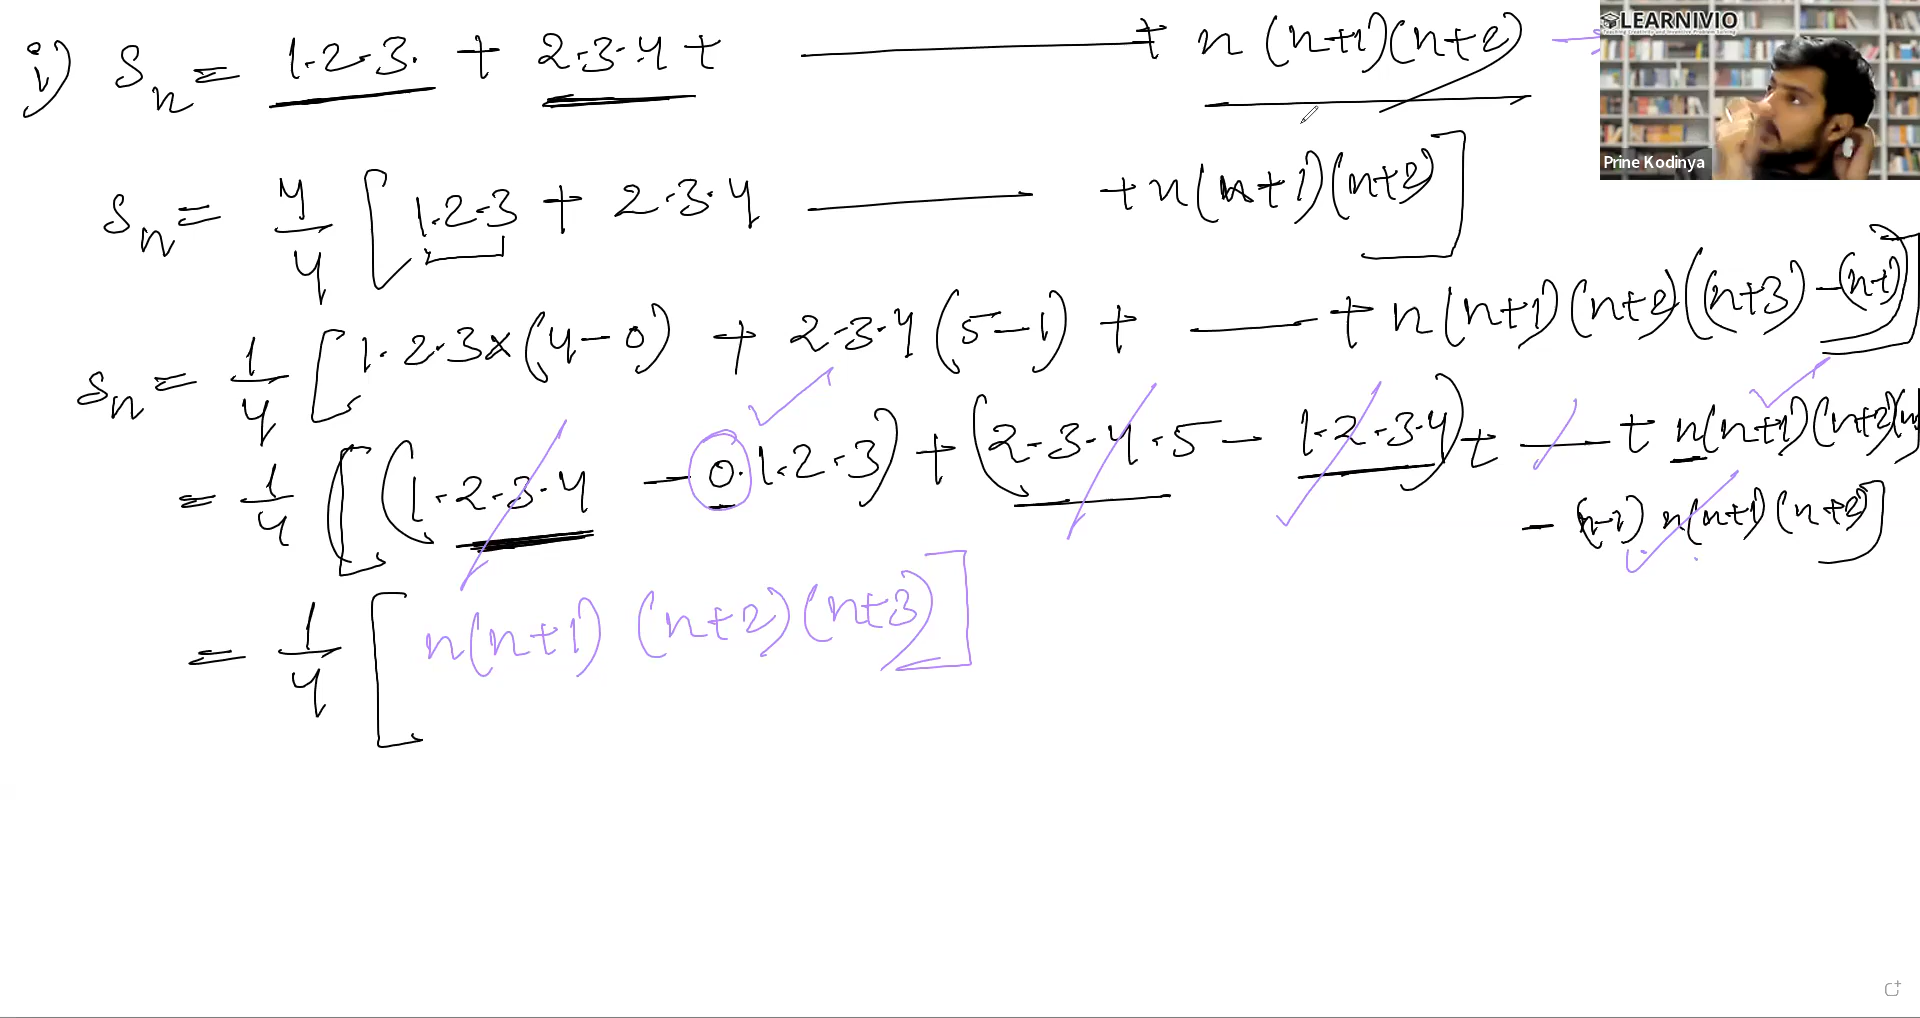 i) Sn = 1·2·3· + 2·3·4 + ——— + n (n+1)(n+2) →
Sn = 4/4 [1·2·3 + 2·3·4 ——— + n(n+1)(n+2)]
Sn = 1/4 [1·2·3×(4-0) + 2·3·4(5-1) + ——— + n(n+1)(n+2)((n+3)-(n-1))]
= 1/4 [(1·2·3·4 - 0·1·2·3) + (2·3·4·5 - 1·2·3·4) + ——— + n(n+1)(n+2)(n
- (n-1) n(n+1)(n+2)]
= 1/4 [n(n+1) (n+2)(n+3)]
LEARNIVIO
Prine Kodinya